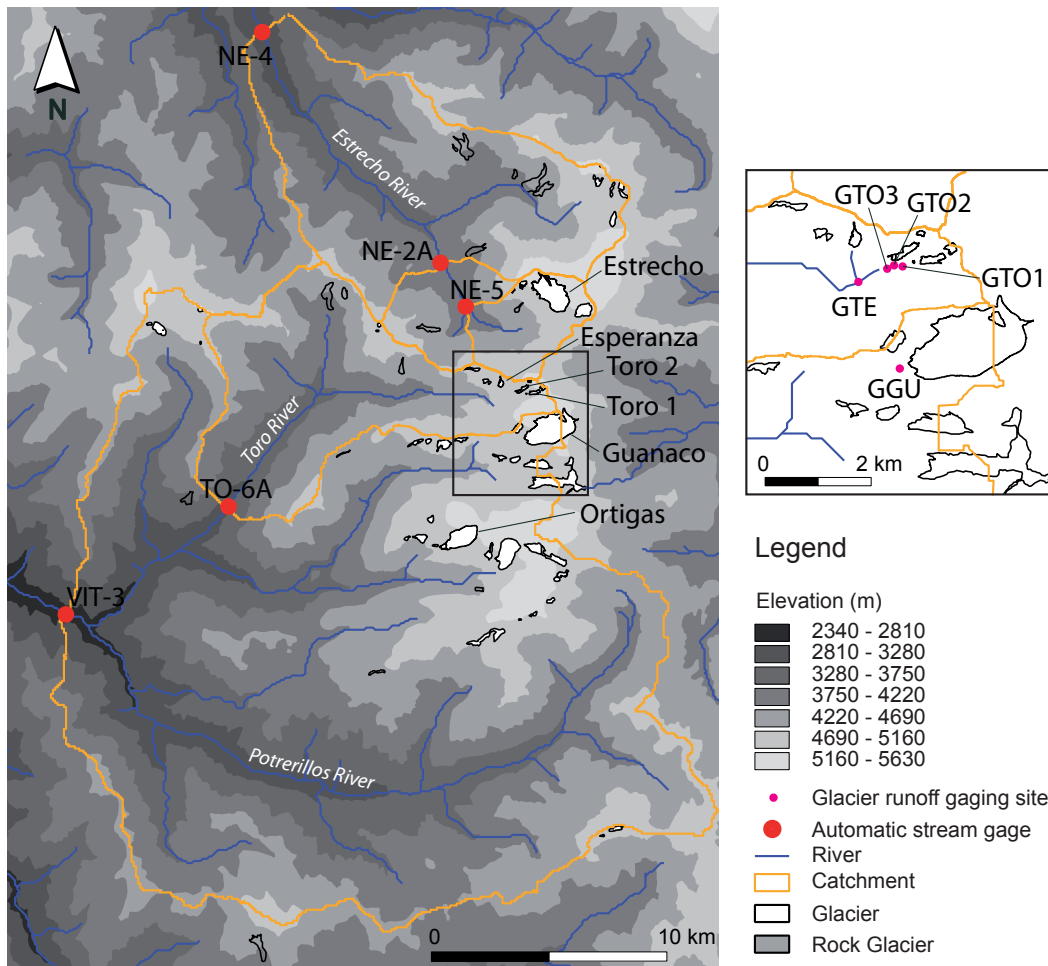 NE-4
N
Estrecho River
NE-2A
NE-5
Estrecho
Esperanza
Toro 2
Toro 1
Guanaco
Toro River
TO-6A
Ortigas
VIT-3
Potrerillos River
0 10 km
GTO3
GTO2
GTO1
GTE
GGU
0 2 km
Legend
Elevation (m)
2340 - 2810
2810 - 3280
3280 - 3750
3750 - 4220
4220 - 4690
4690 - 5160
5160 - 5630
Glacier runoff gaging site
Automatic stream gage
River
Catchment
Glacier
Rock Glacier